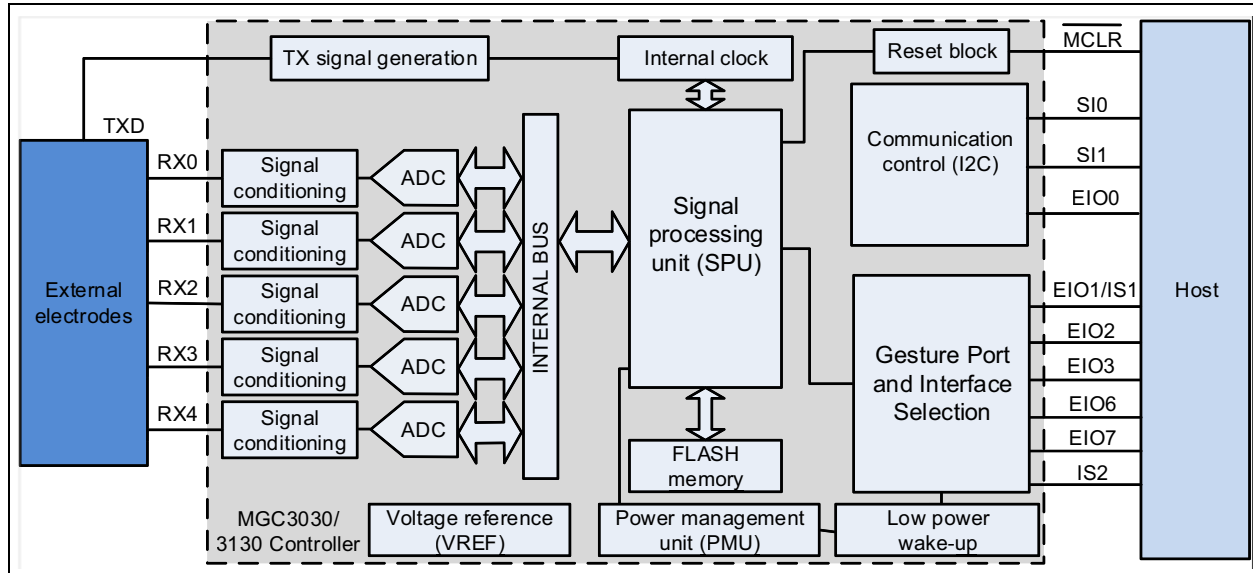 TX signal generation
Internal clock
Reset block
MCLR
TXD
External
electrodes
RX0
RX1
RX2
RX3
RX4
Signal
conditioning
ADC
Signal
conditioning
ADC
Signal
conditioning
ADC
Signal
conditioning
ADC
Signal
conditioning
ADC
INTERNAL BUS
Signal
processing
unit (SPU)
FLASH
memory
Communication
control (I2C)
SI0
SI1
EIO0
Gesture Port
and Interface
Selection
EIO1/IS1
EIO2
EIO3
EIO6
EIO7
IS2
Host
MGC3030/
3130 Controller
Voltage reference
(VREF)
Power management
unit (PMU)
Low power
wake-up